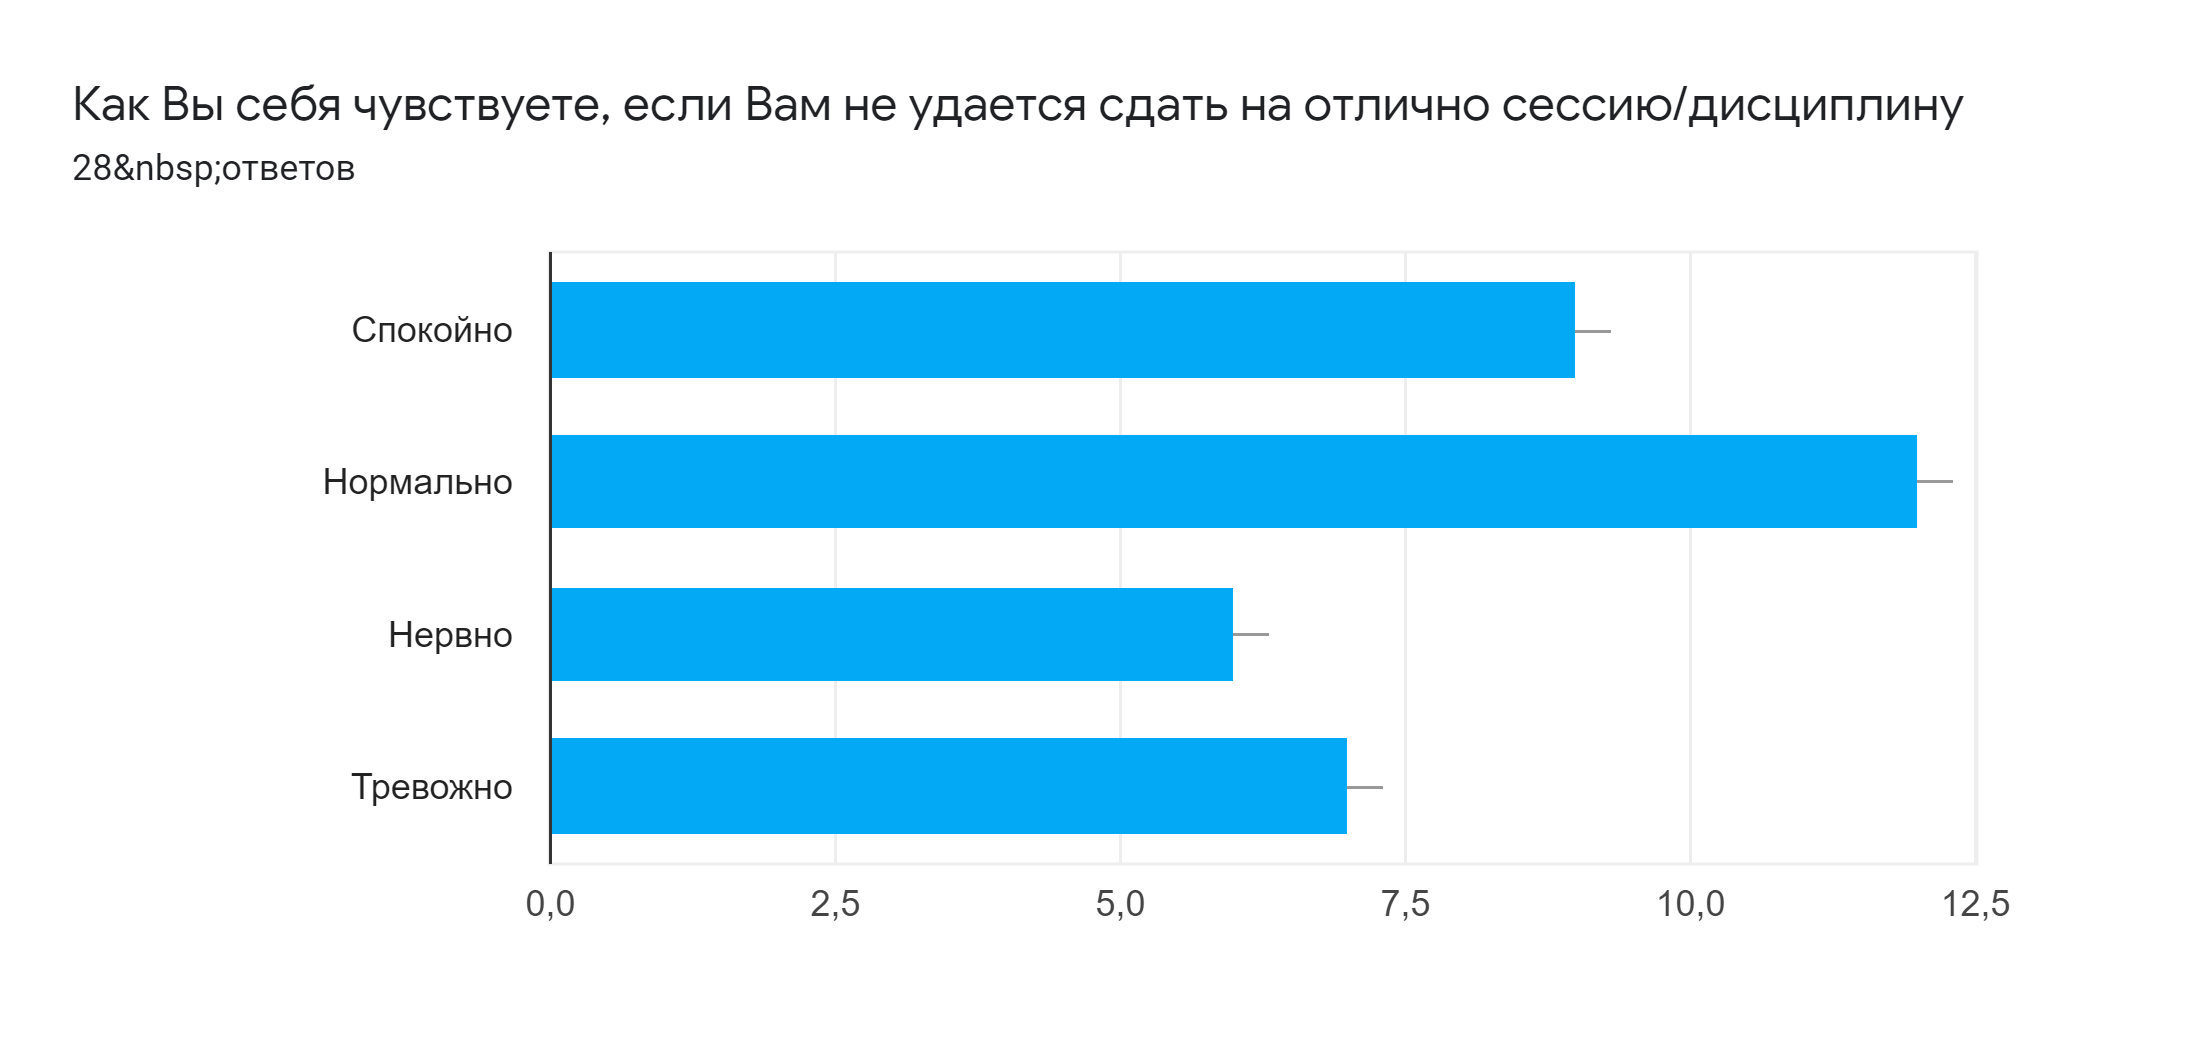 Как Вы себя чувствуете, если Вам не удается сдать на отлично сессию/дисциплину
28&nbsp;ответов
Спокойно
Нормально
Нервно
Тревожно
0,0 2,5 5,0 7,5 10,0 12,5